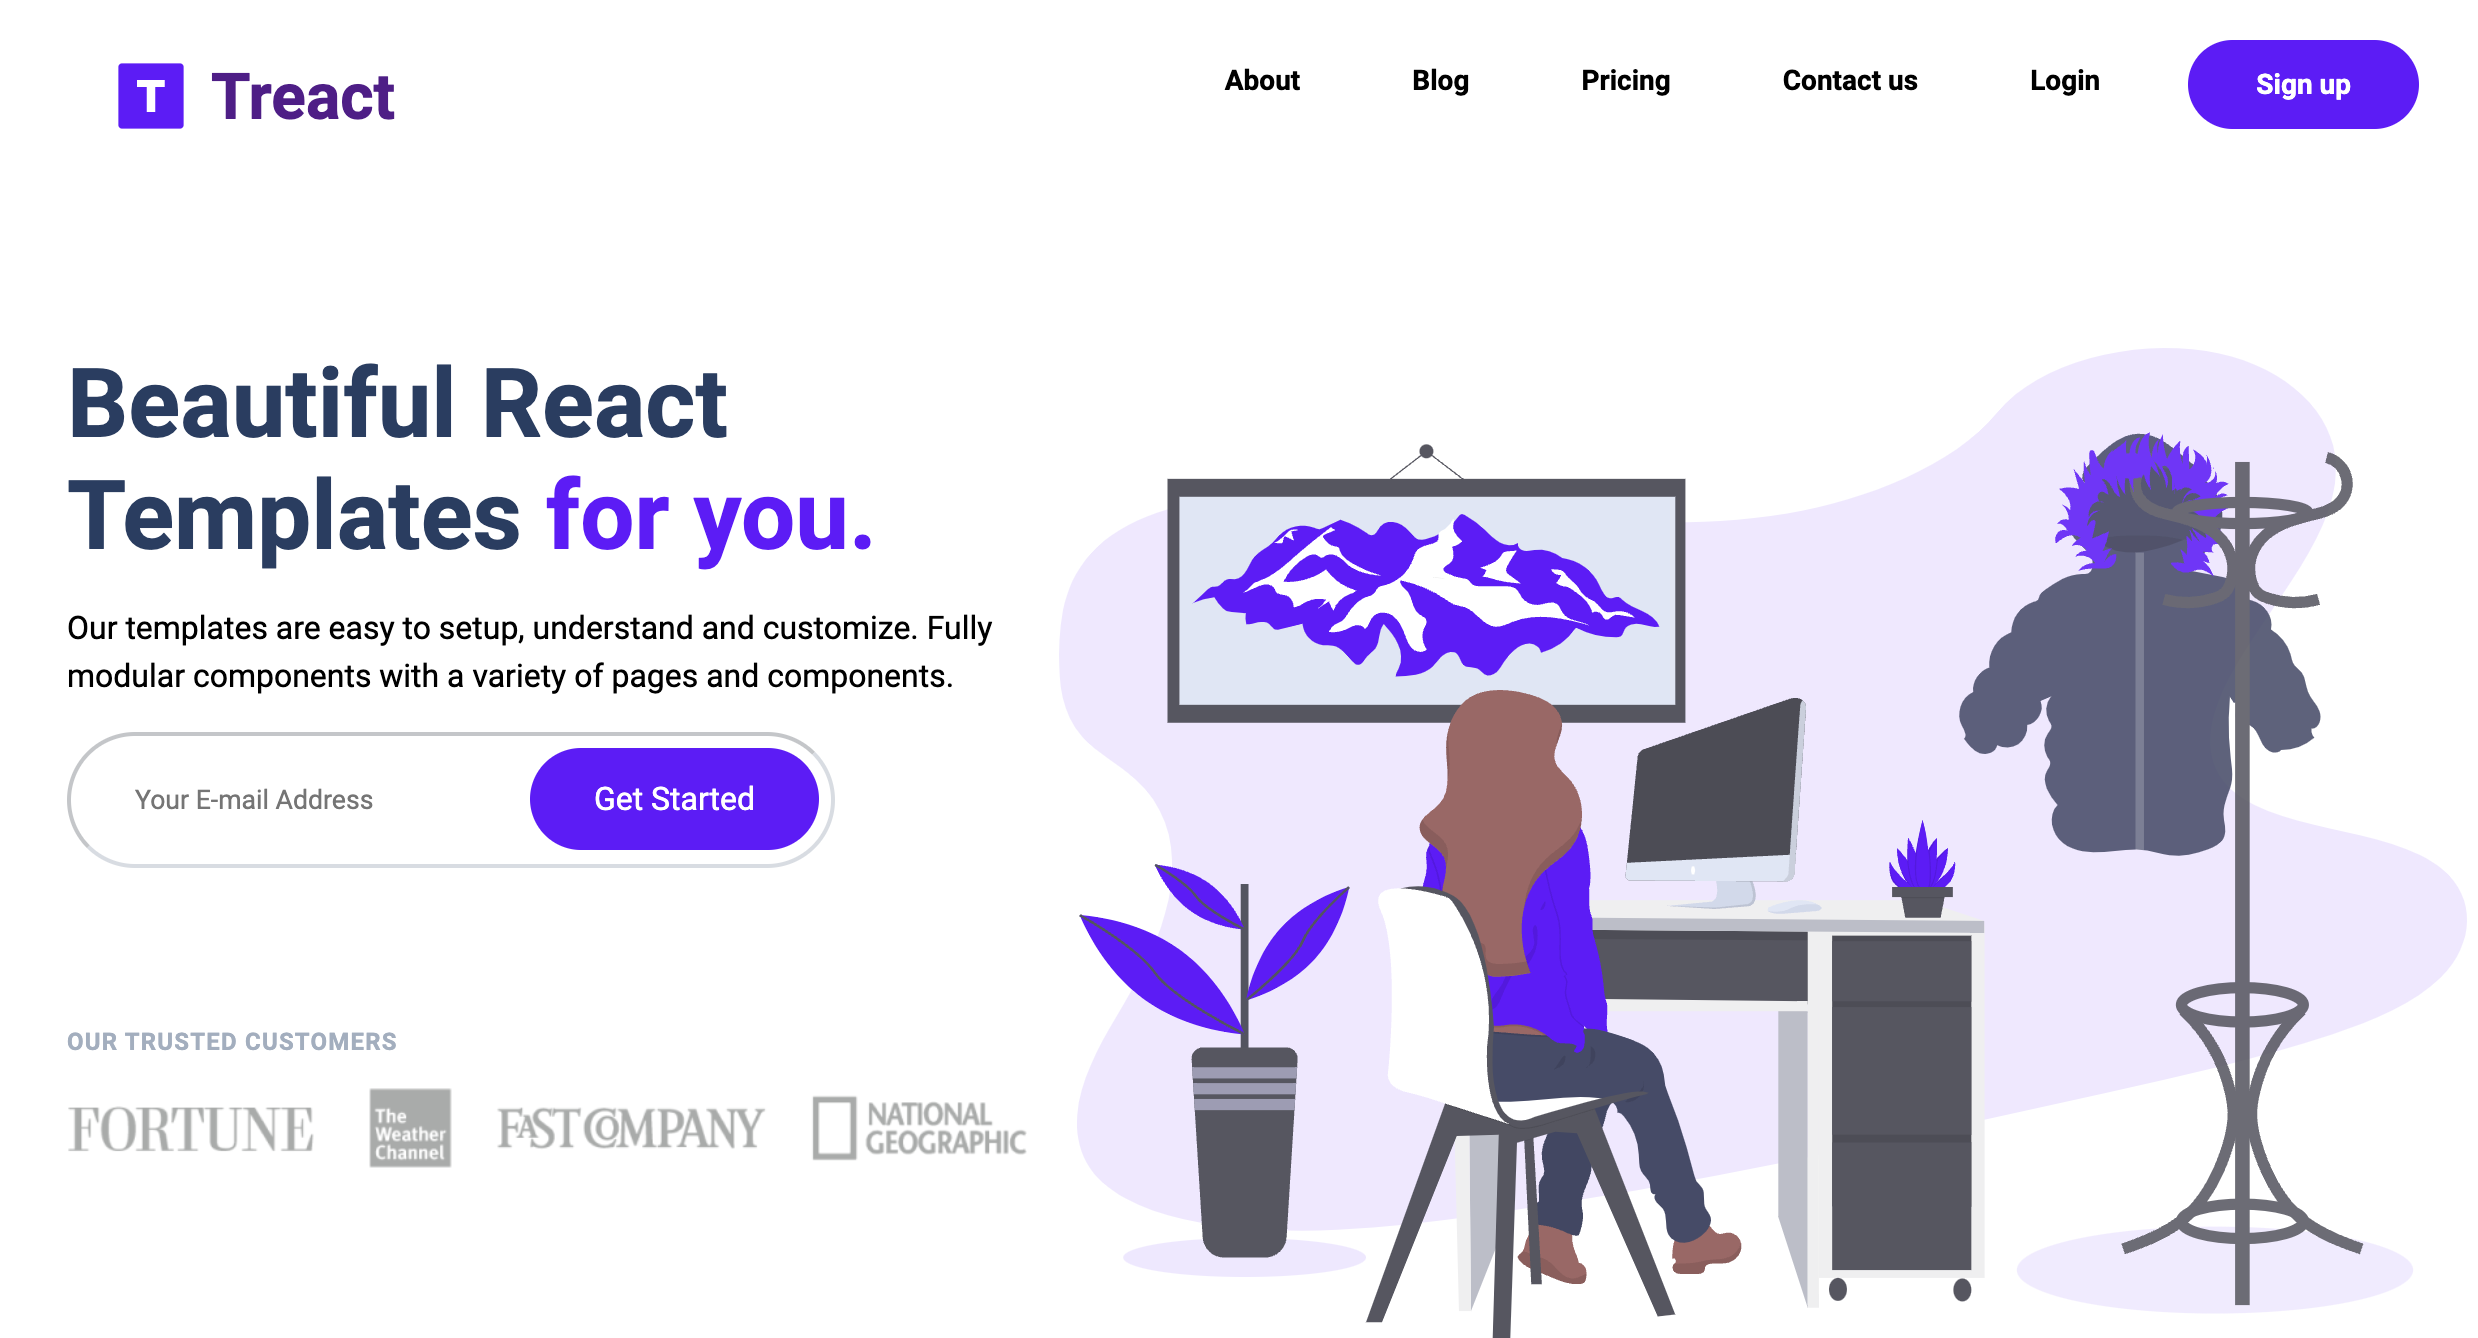 T Treact
About Blog Pricing Contact us Login Sign up
Beautiful React
Templates for you.
Our templates are easy to setup, understand and customize. Fully
modular components with a variety of pages and components.
Your E-mail Address Get Started
OUR TRUSTED CUSTOMERS
FORTUNE
The
Weather
Channel
FAST COMPANY
NATIONAL
GEOGRAPHIC